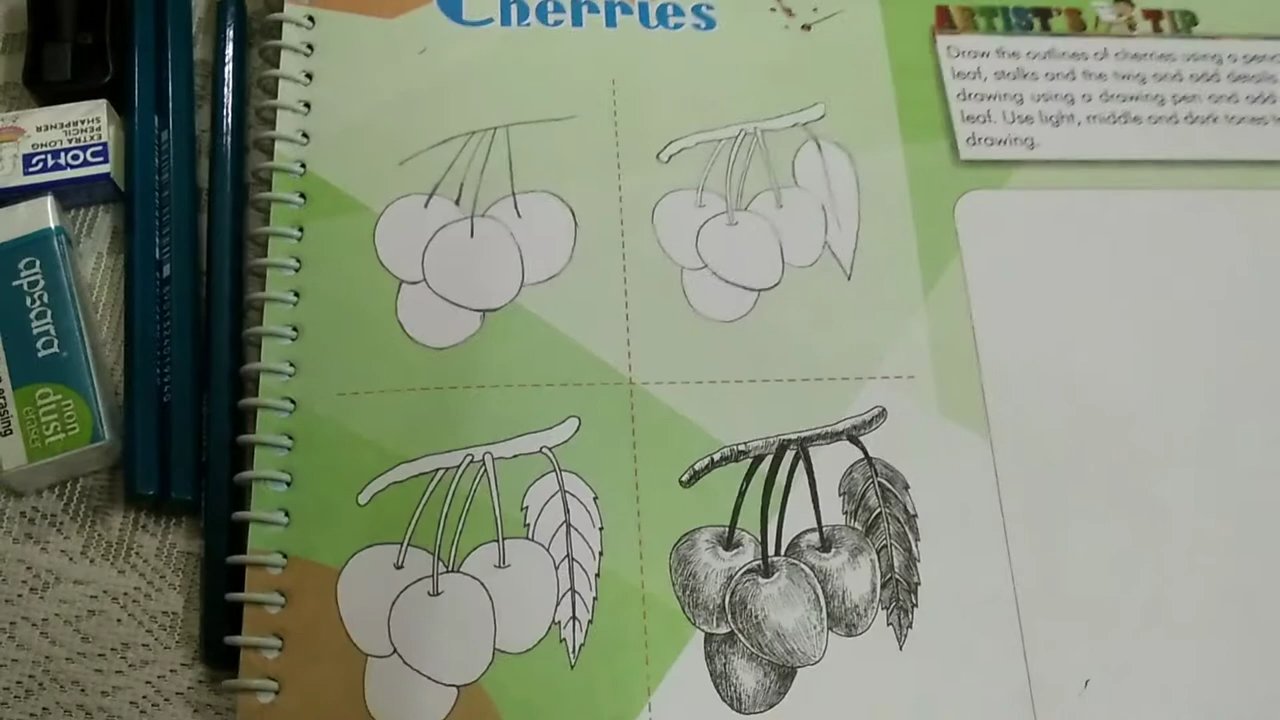 Cherries
ARTIST'S TIP
Draw the outlines of cherries using a
leaf, stalks and the twig and add details
drawing using a drawing pen and add
leaf. Use light, middle and dark tones
drawing.
EXTRA LONG
PENCIL
SHARPENER
DOMS
apsara
non
dust
eraser
erasing